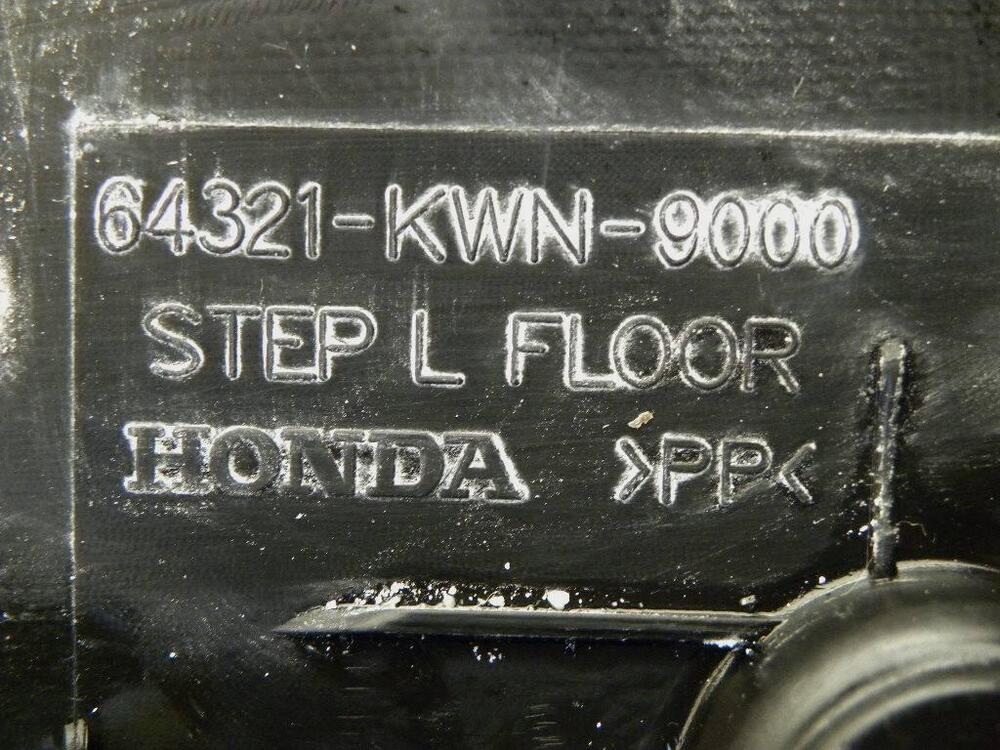 64321-KWN-9000
STEP L FLOOR
HONDA >PP<